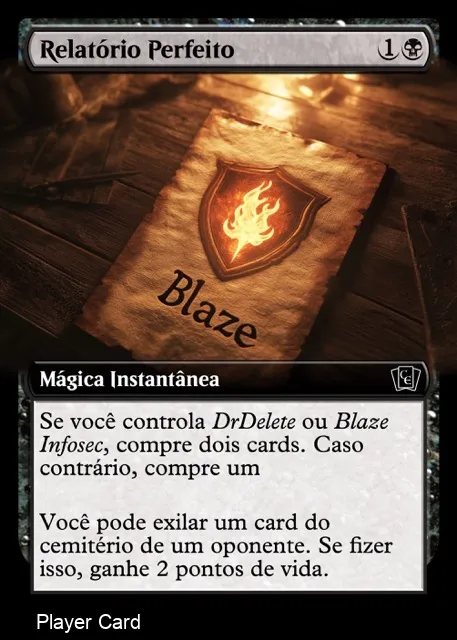 Relatório Perfeito 1
Blaze
Mágica Instantânea
Se você controla DrDelete ou Blaze
Infosec, compre dois cards. Caso
contrário, compre um
Você pode exilar um card do
cemitério de um oponente. Se fizer
isso, ganhe 2 pontos de vida.
Player Card